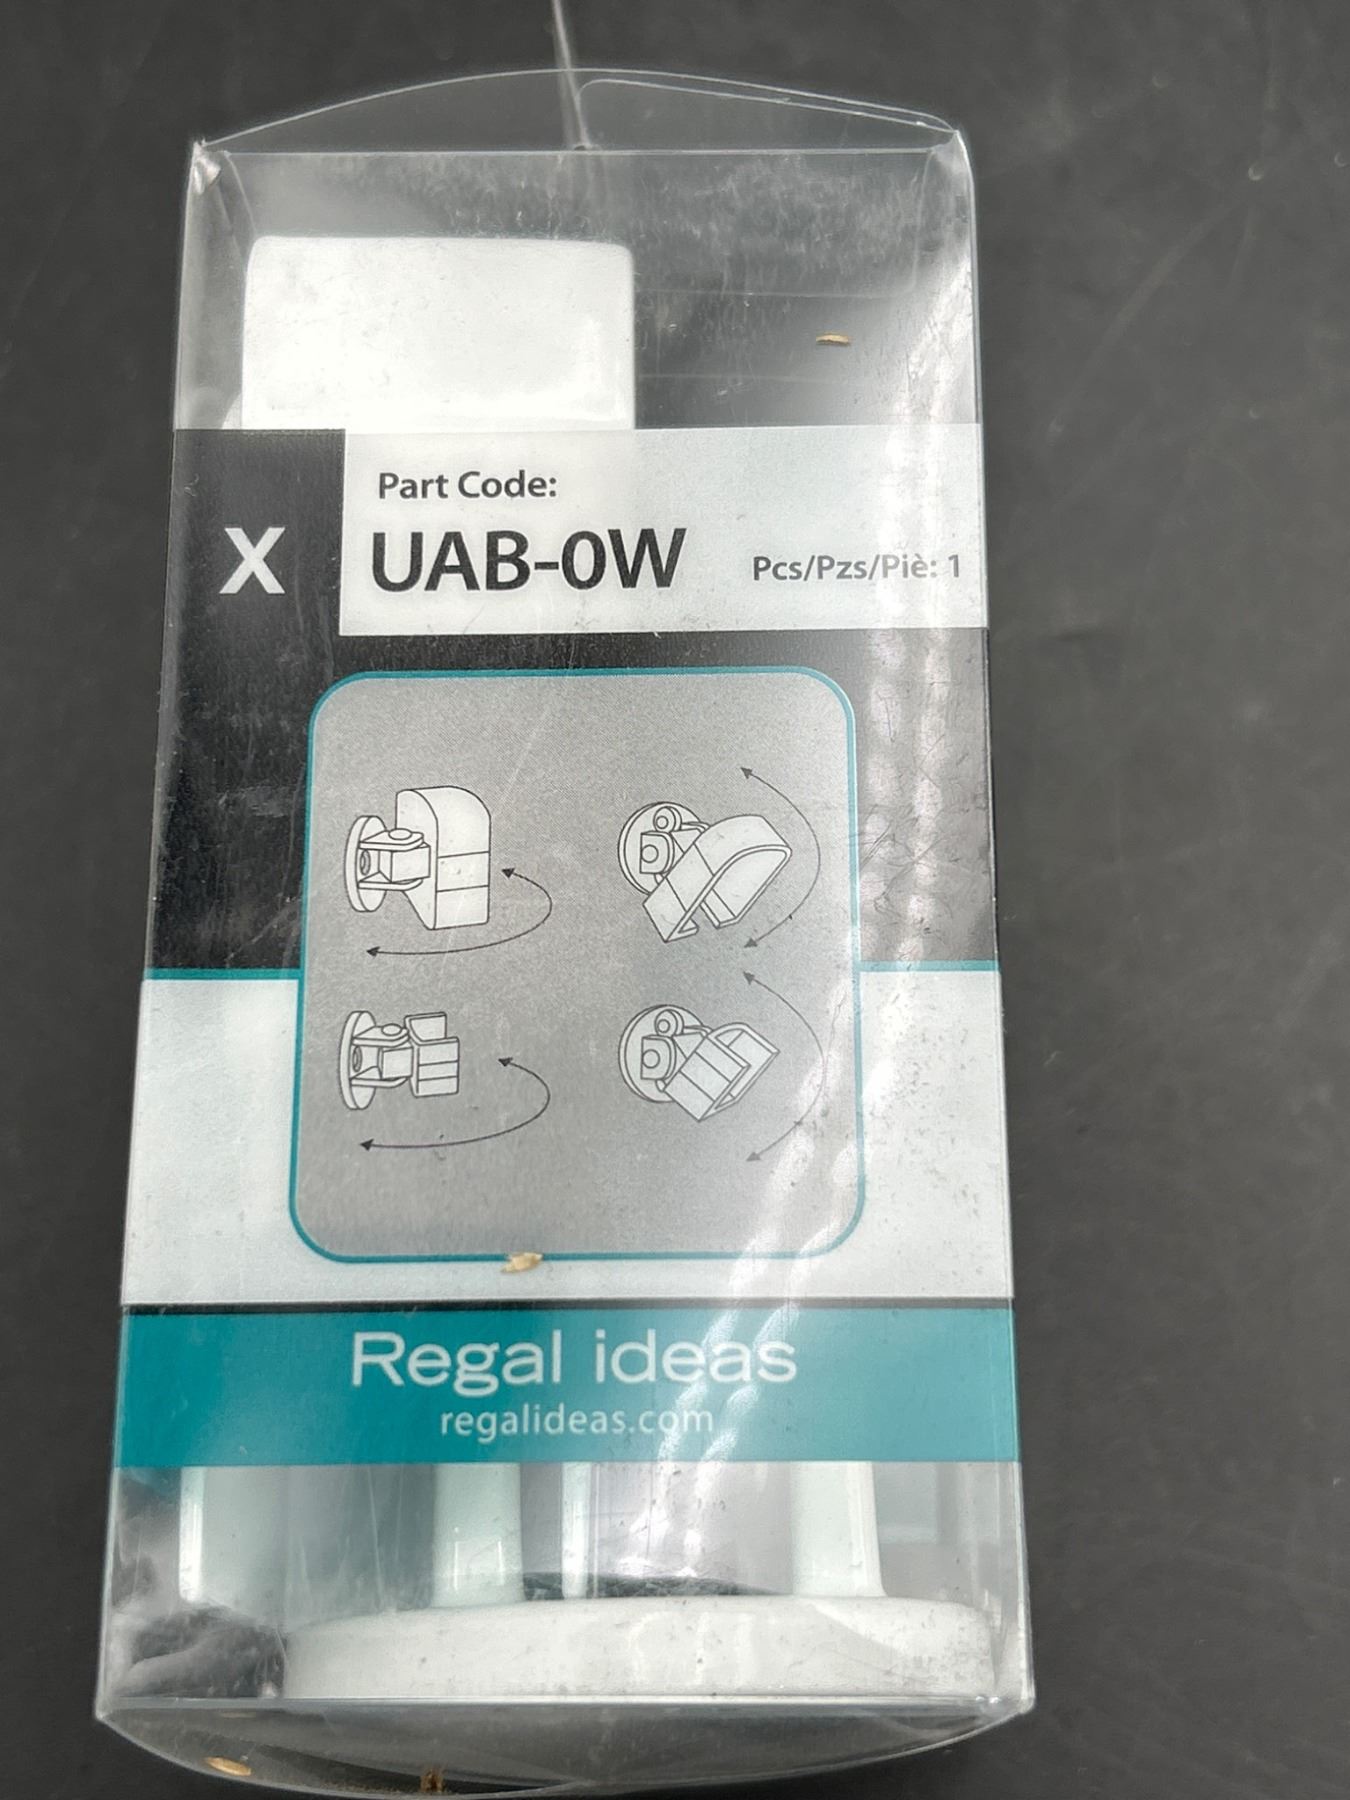 Part Code:
X
UAB-0W
Pcs/Pzs/Piè: 1
Regal ideas
regalideas.com